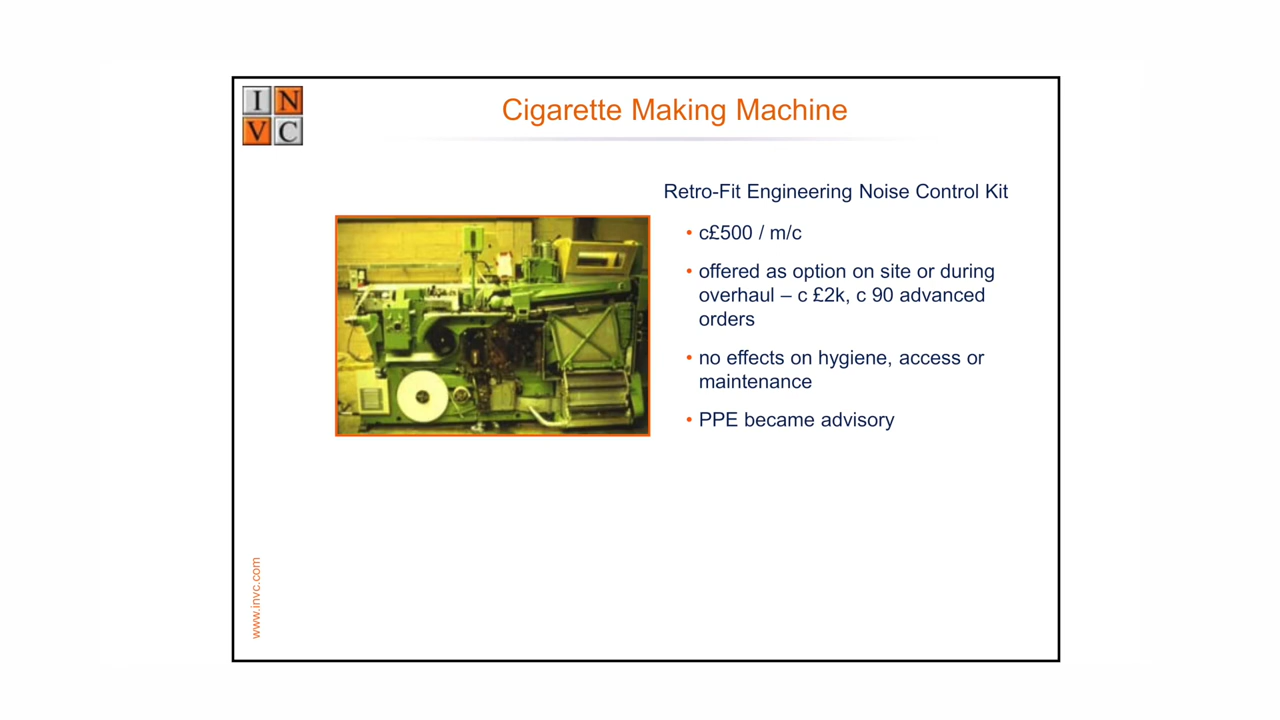 I N
V C
Cigarette Making Machine
Retro-Fit Engineering Noise Control Kit
• c£500 / m/c
• offered as option on site or during
overhaul – c £2k, c 90 advanced
orders
• no effects on hygiene, access or
maintenance
• PPE became advisory
www.invc.com